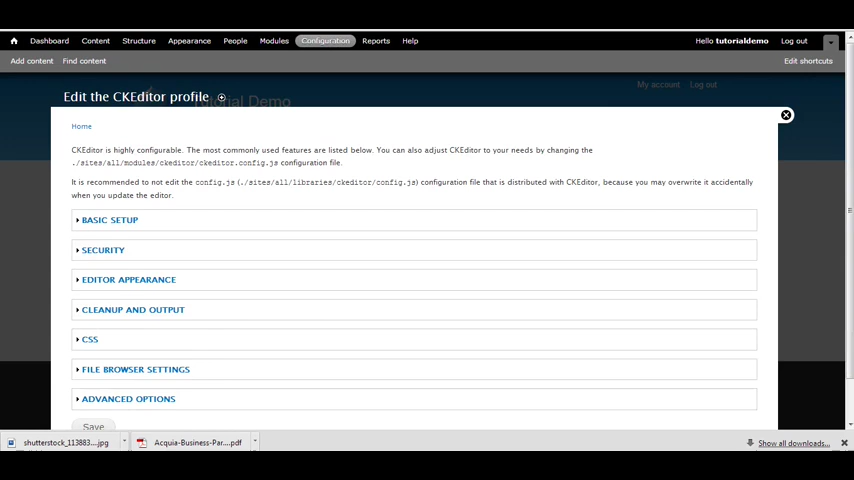 Dashboard Content Structure Appearance People Modules Configuration Reports Help Hello tutorialdemo Log out
Add content Find content Edit shortcuts
My account Log out
Edit the CKEditor profile
Tutorial Demo
Home
CKEditor is highly configurable. The most commonly used features are listed below. You can also adjust CKEditor to your needs by changing the
./sites/all/modules/ckeditor/ckeditor.config.js configuration file.
It is recommended to not edit the config.js (./sites/all/libraries/ckeditor/config.js) configuration file that is distributed with CKEditor, because you may overwrite it accidentally
when you update the editor.
BASIC SETUP
SECURITY
EDITOR APPEARANCE
CLEANUP AND OUTPUT
CSS
FILE BROWSER SETTINGS
ADVANCED OPTIONS
Save
shutterstock_113883....jpg Acquia-Business-Par....pdf Show all downloads...